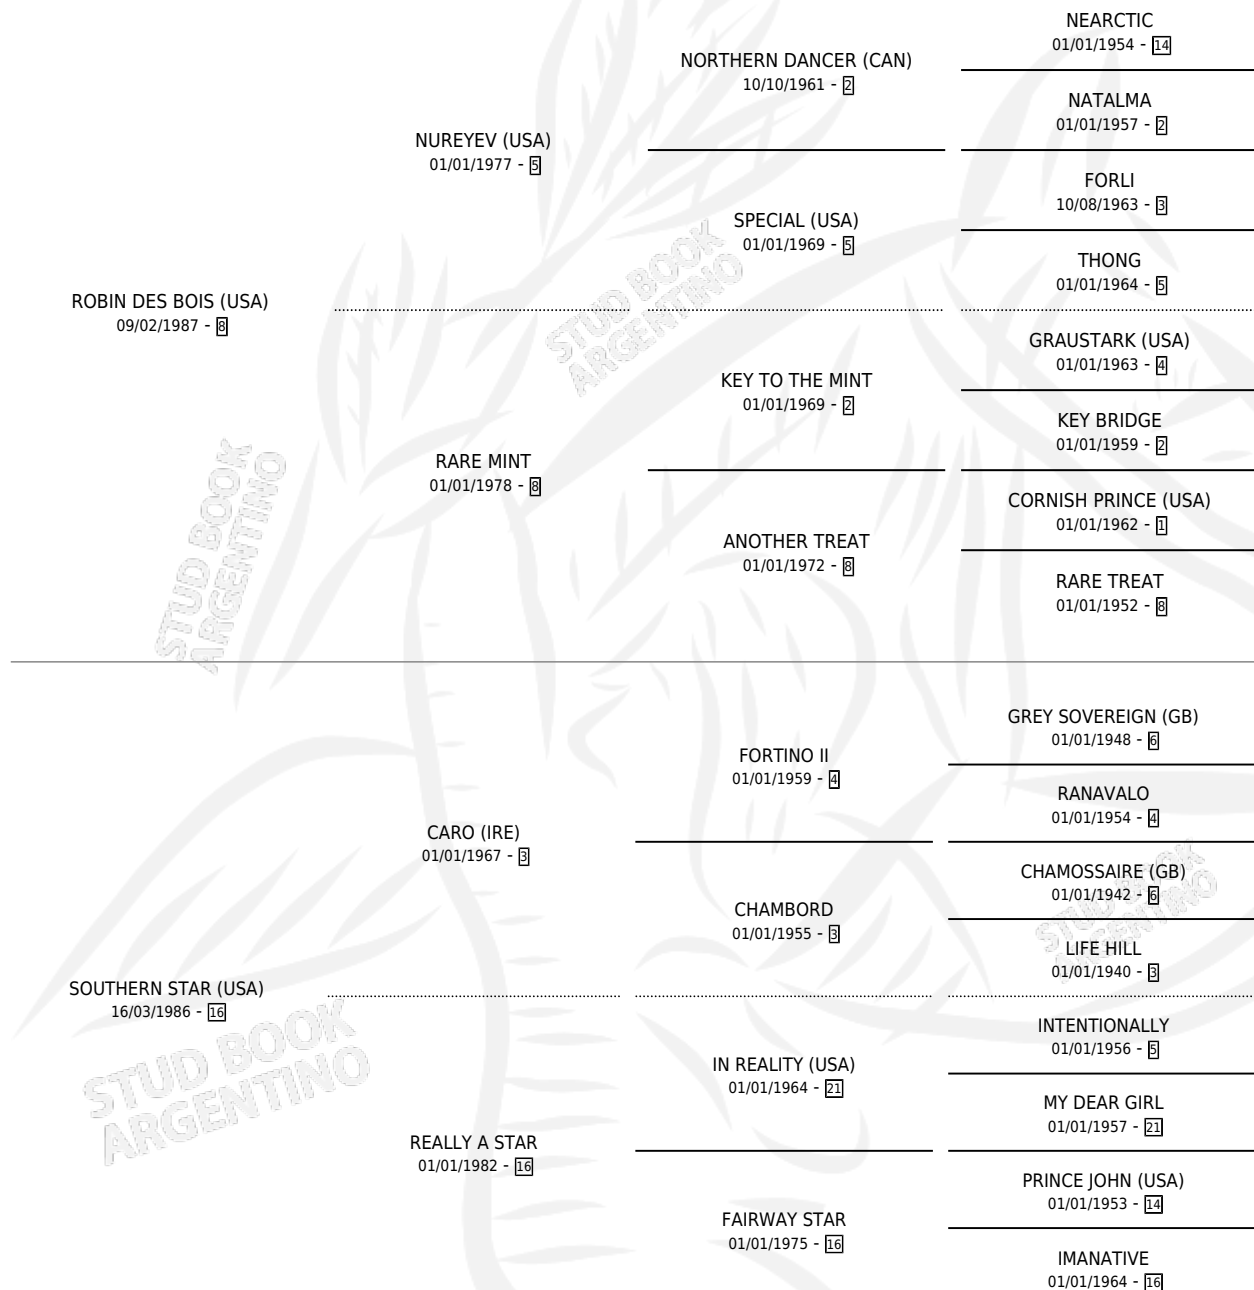 NEARCTIC
01/01/1954 - 14
NORTHERN DANCER (CAN)
10/10/1961 - 2
NATALMA
01/01/1957 - 2
NUREYEV (USA)
01/01/1977 - 5
FORLI
10/08/1963 - 3
SPECIAL (USA)
01/01/1969 - 5
THONG
01/01/1964 - 5
ROBIN DES BOIS (USA)
09/02/1987 - 8
GRAUSTARK (USA)
01/01/1963 - 4
KEY TO THE MINT
01/01/1969 - 2
KEY BRIDGE
01/01/1959 - 2
RARE MINT
01/01/1978 - 8
CORNISH PRINCE (USA)
01/01/1962 - 1
ANOTHER TREAT
01/01/1972 - 8
RARE TREAT
01/01/1952 - 8
GREY SOVEREIGN (GB)
01/01/1948 - 6
FORTINO II
01/01/1959 - 4
RANAVALO
01/01/1954 - 4
CARO (IRE)
01/01/1967 - 3
CHAMOSSAIRE (GB)
01/01/1942 - 6
CHAMBORD
01/01/1955 - 3
LIFE HILL
01/01/1940 - 3
SOUTHERN STAR (USA)
16/03/1986 - 16
INTENTIONALLY
01/01/1956 - 5
IN REALITY (USA)
01/01/1964 - 21
MY DEAR GIRL
01/01/1957 - 21
REALLY A STAR
01/01/1982 - 16
PRINCE JOHN (USA)
01/01/1953 - 14
FAIRWAY STAR
01/01/1975 - 16
IMANATIVE
01/01/1964 - 16
STUD BOOK
ARGENTINO
STUD BOOK
ARGENTINO
STUD BOOK
ARGENTINO
STUD BOOK
ARGENTINO